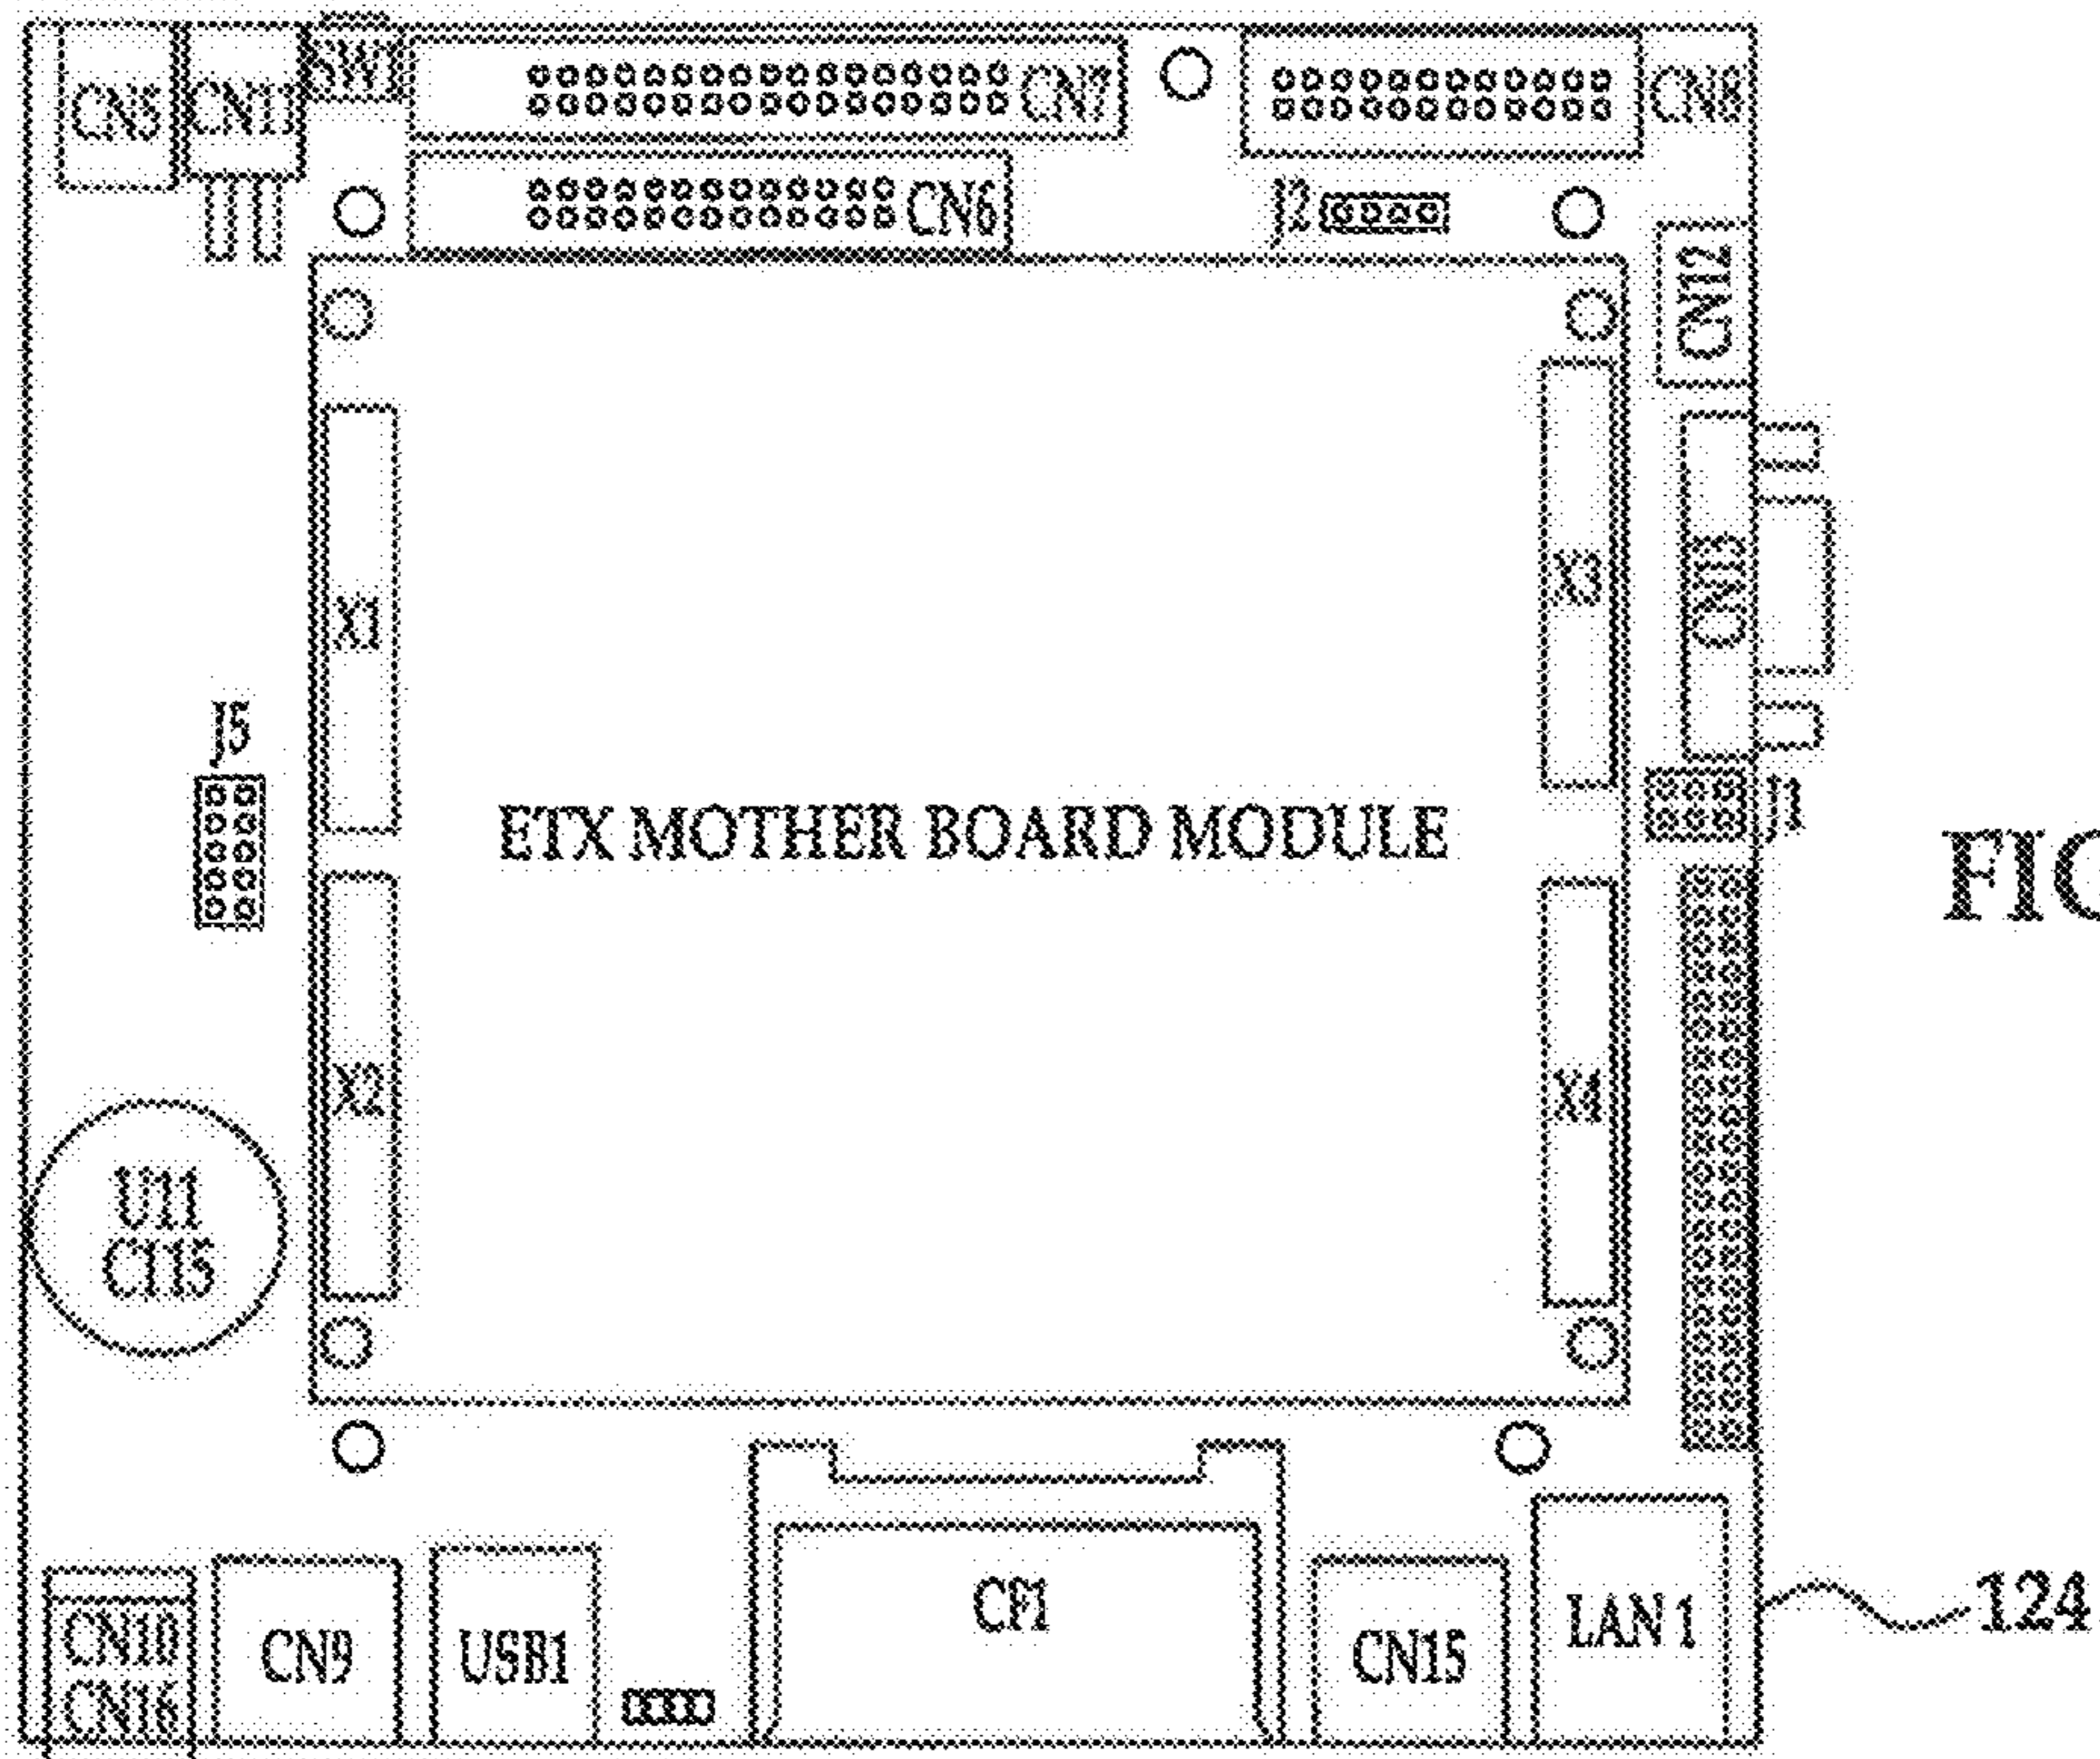 CN5
CN11
SW1
CN7
CN8
CN6
J2
CN12
X1
X3
CN13
J5
J1
ETX MOTHER BOARD MODULE
FIG
X2
X4
U11
C115
CN10
CN16
CN9
USB1
CF1
CN15
LAN 1
124